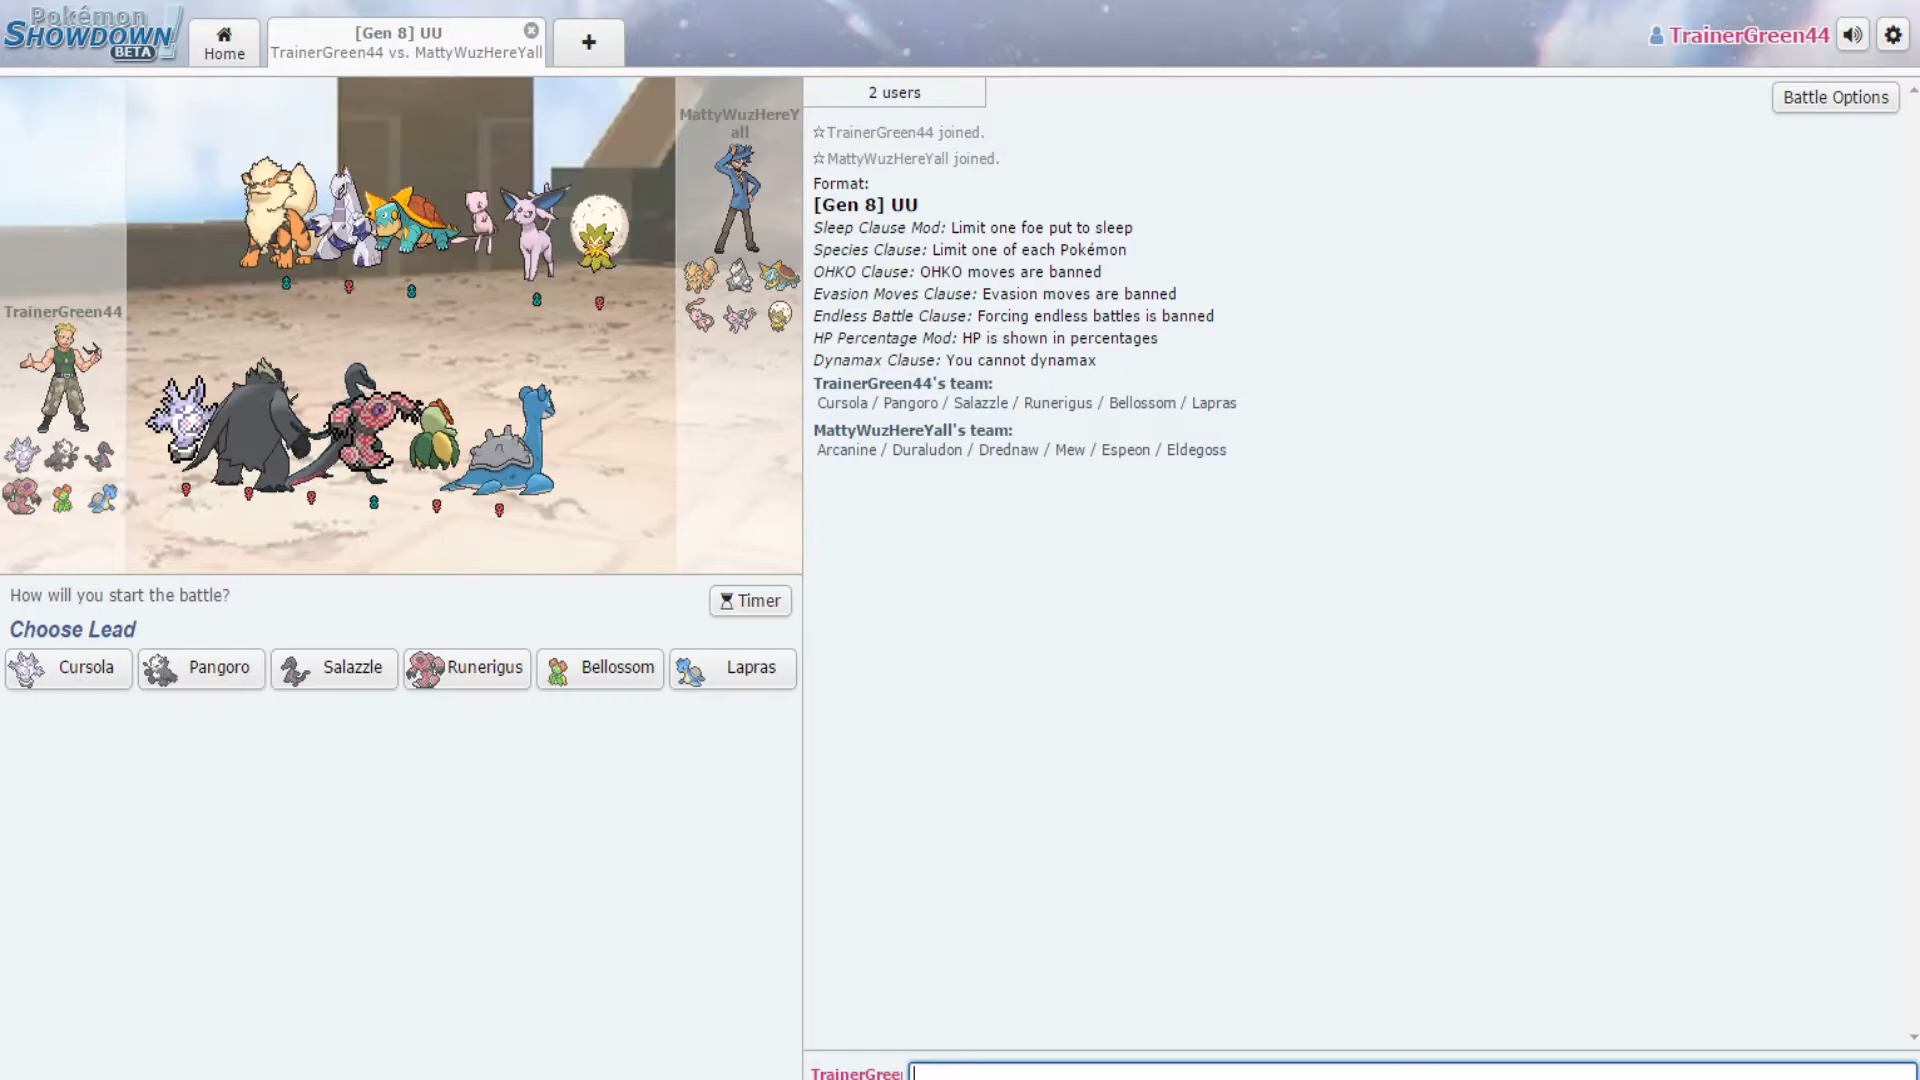 Pokémon
SHOWDOWN
BETA
Home
[Gen 8] UU
TrainerGreen44 vs. MattyWuzHereYall
+
TrainerGreen44
2 users
Battle Options
☆TrainerGreen44 joined.
☆MattyWuzHereYall joined.
Format:
[Gen 8] UU
Sleep Clause Mod: Limit one foe put to sleep
Species Clause: Limit one of each Pokémon
OHKO Clause: OHKO moves are banned
Evasion Moves Clause: Evasion moves are banned
Endless Battle Clause: Forcing endless battles is banned
HP Percentage Mod: HP is shown in percentages
Dynamax Clause: You cannot dynamax
TrainerGreen44's team:
Cursola / Pangoro / Salazzle / Runerigus / Bellossom / Lapras
MattyWuzHereYall's team:
Arcanine / Duraludon / Drednaw / Mew / Espeon / Eldegoss
MattyWuzHereY
all
TrainerGreen44
How will you start the battle?
Timer
Choose Lead
Cursola
Pangoro
Salazzle
Runerigus
Bellossom
Lapras
TrainerGree